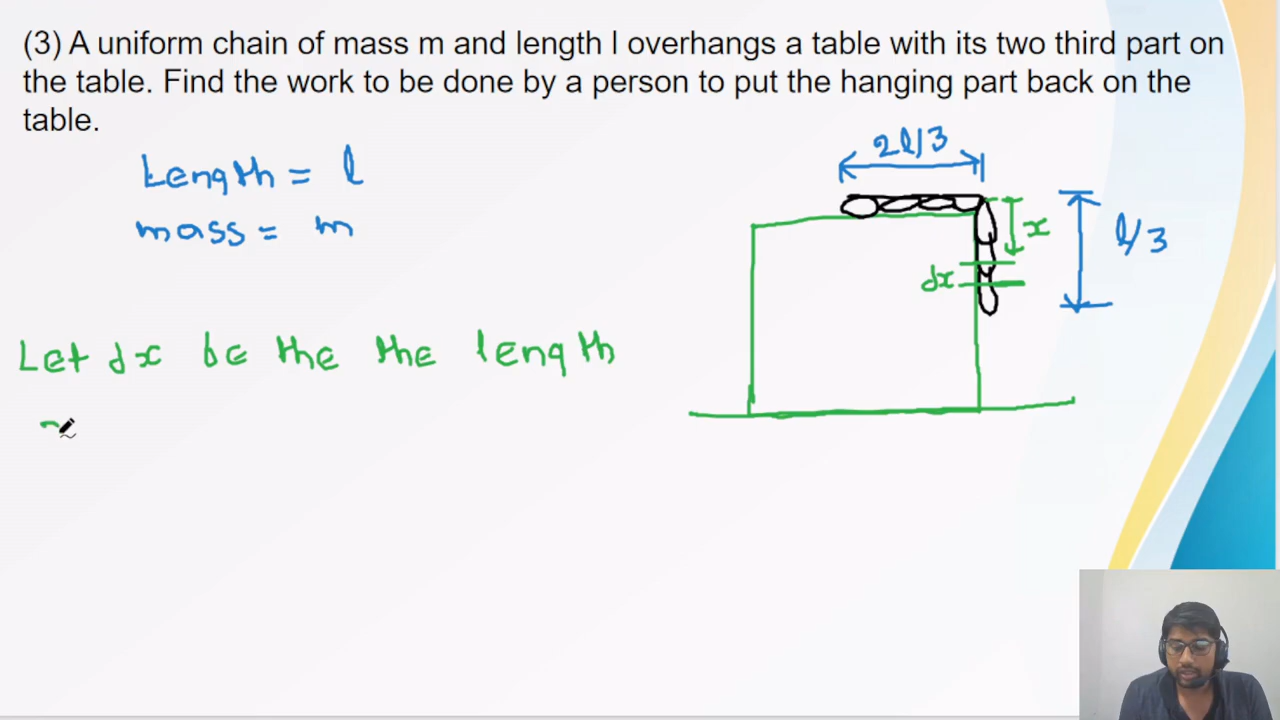 (3) A uniform chain of mass m and length l overhangs a table with its two third part on
the table. Find the work to be done by a person to put the hanging part back on the
table.
Length = l
mass = m
2l/3
x
l/3
dx
Let dx be the the length